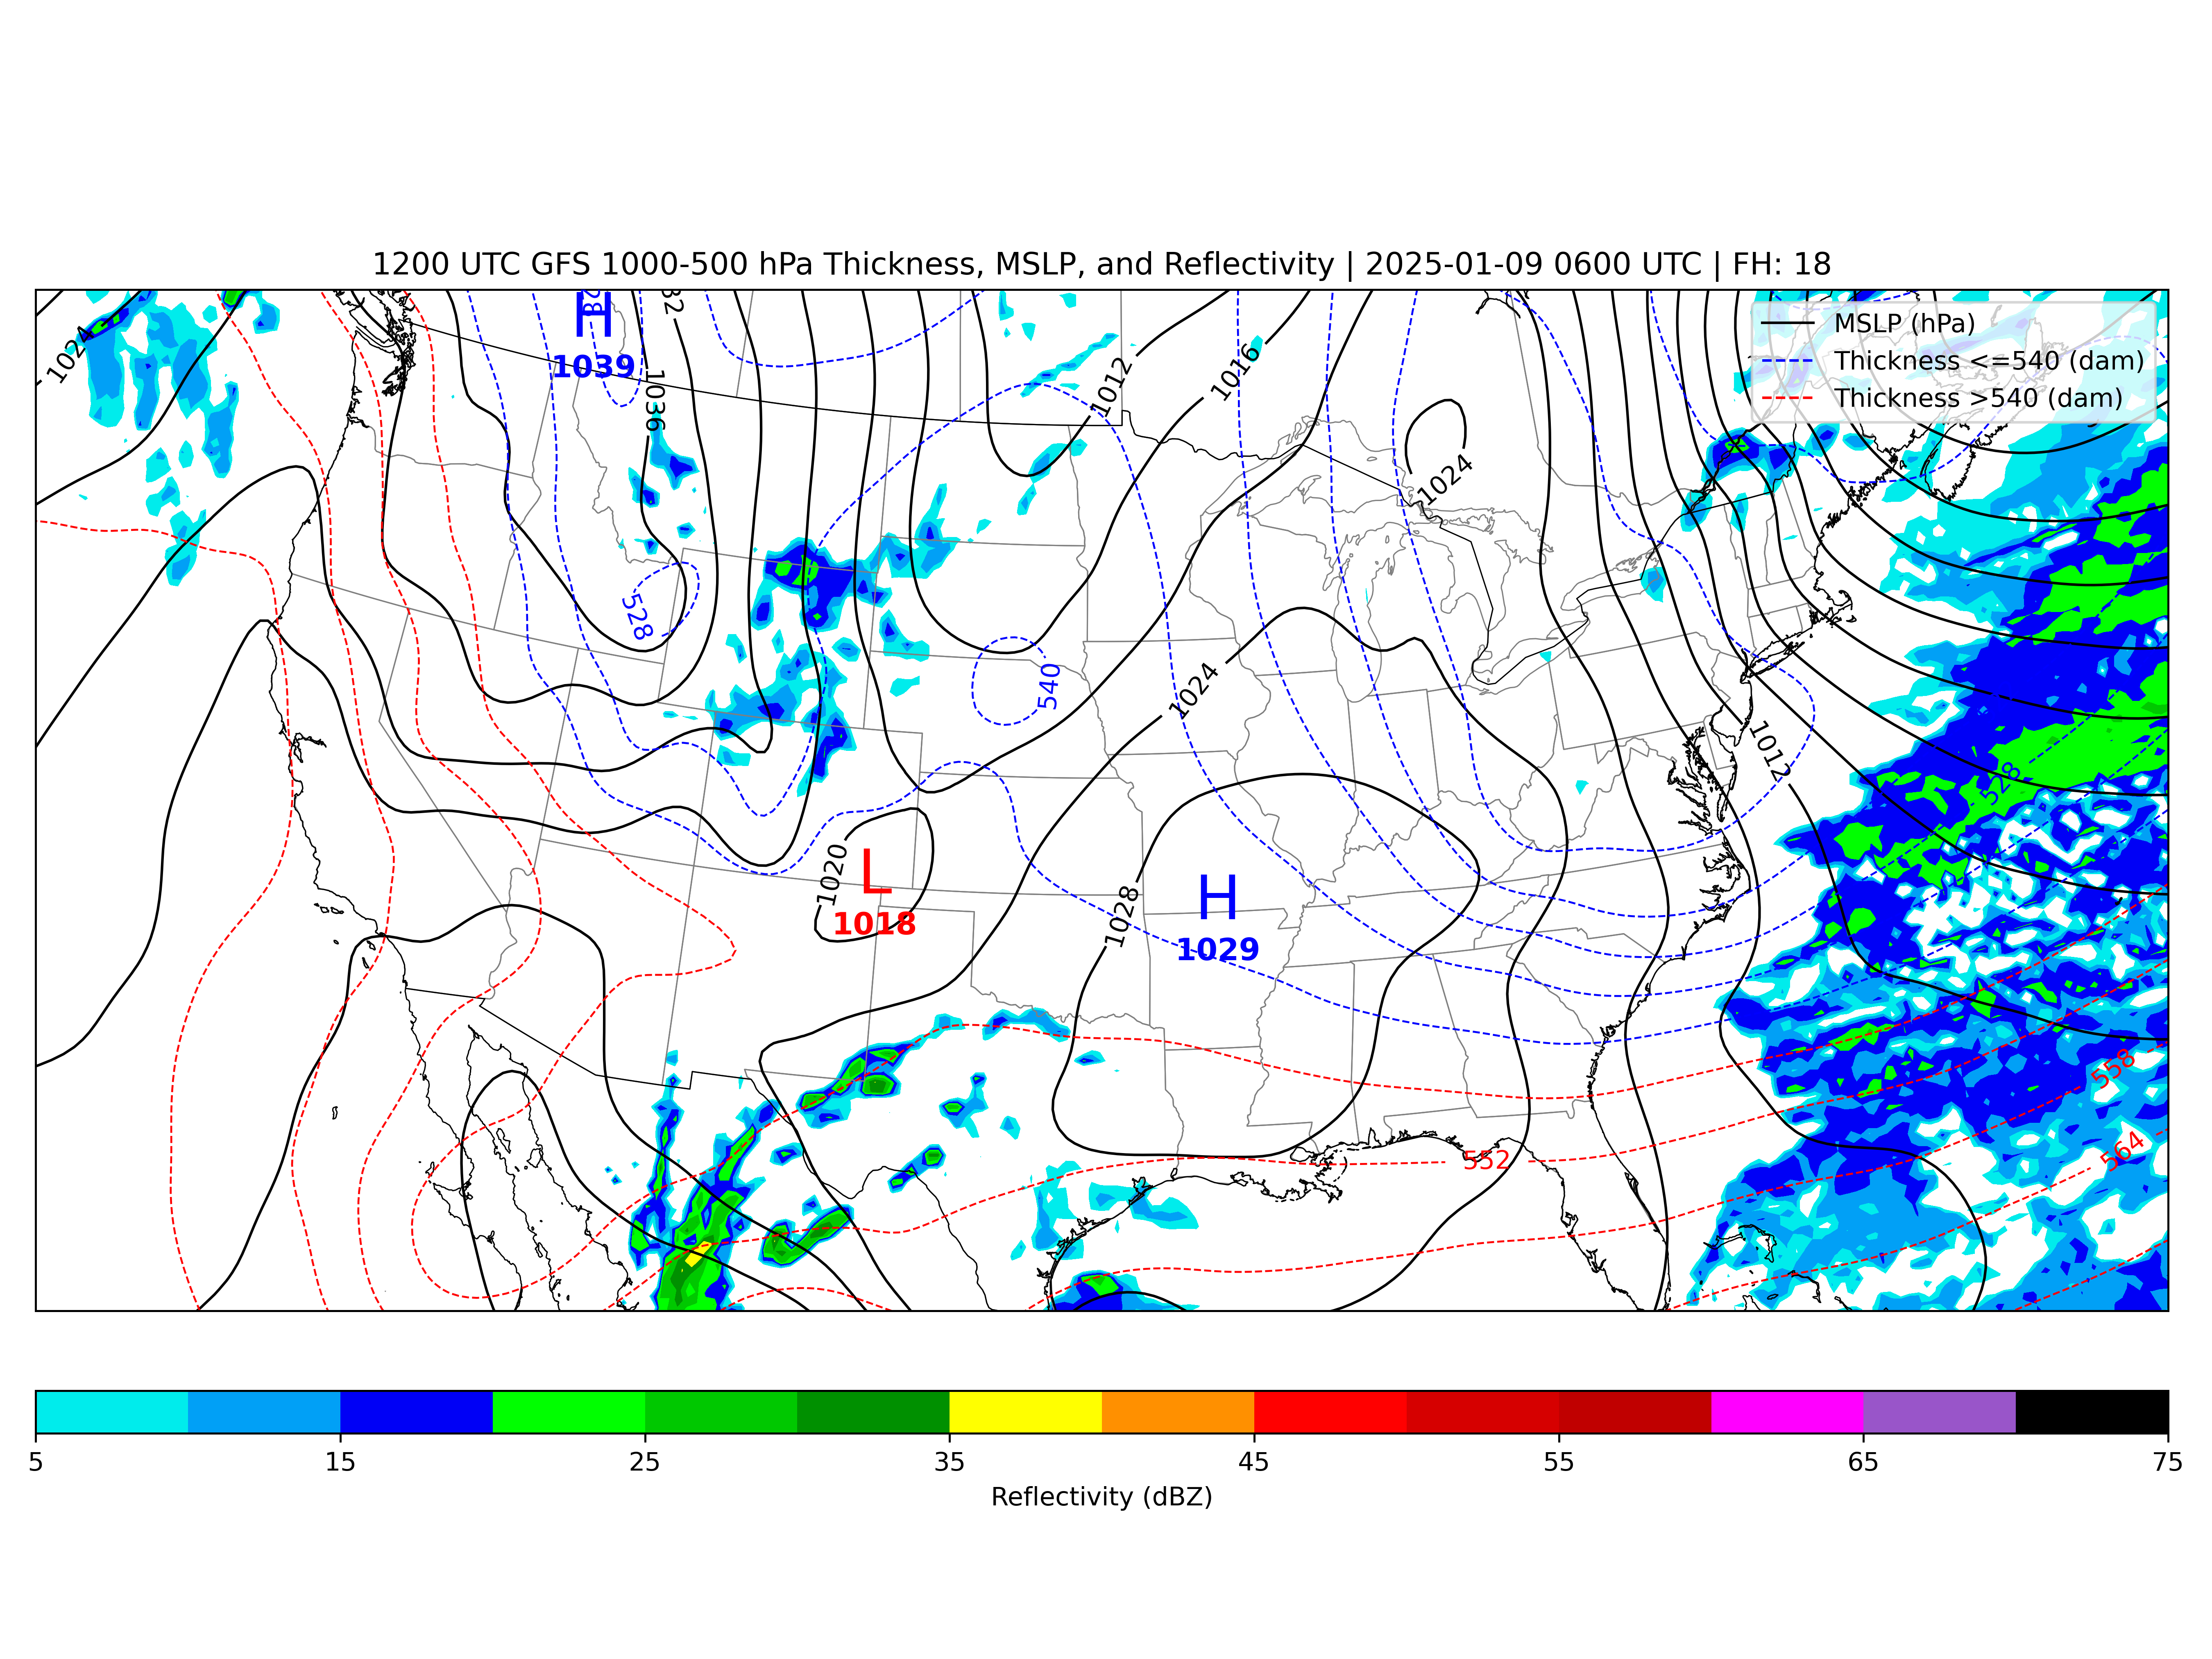 1200 UTC GFS 1000-500 hPa Thickness, MSLP, and Reflectivity | 2025-01-09 0600 UTC | FH: 18
MSLP (hPa)
Thickness <=540 (dam)
Thickness >540 (dam)
1024
H
1039
1036
1012
1016
1024
528
540
1024
1012
528
1020
L
1018
1028
H
1029
558
564
552
5 15 25 35 45 55 65 75
Reflectivity (dBZ)